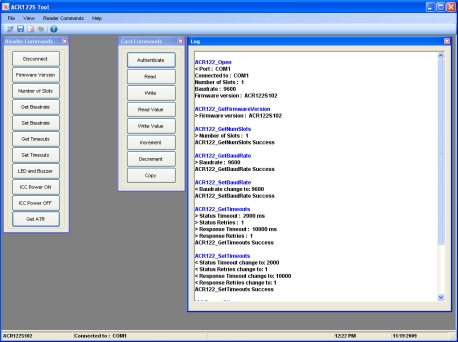 ACR122S Tool
File View Reader Commands Help
Reader Commands
Disconnect
Firmware Version
Number of Slots
Get Baudrate
Set Baudrate
Get Timeouts
Set Timeouts
LED and Buzzer
ICC Power ON
ICC Power OFF
Get ATR
Card Commands
Authenticate
Read
Write
Read Value
Write Value
Increment
Decrement
Copy
Log
ACR122_Open
< Port : COM1
Connected to : COM1
Number of Slots : 1
Baudrate : 9600
Firmware version : ACR122S102
ACR122_GetFirmwareVersion
> Firmware version : ACR122S102
ACR122_GetNumSlots
> Number of Slots : 1
ACR122_GetNumSlots Success
ACR122_GetBaudRate
> Baudrate : 9600
ACR122_GetBaudRate Success
ACR122_SetBaudRate
< Baudrate change to: 9600
ACR122_SetBaudRate Success
ACR122_GetTimeouts
> Status Timeout : 2000 ms
> Status Retries : 1
> Response Timeout : 10000 ms
> Response Retries : 1
ACR122_GetTimeouts Success
ACR122_SetTimeouts
< Status Timeout change to: 2000
< Status Retries change to: 1
< Response Timeout change to: 10000
< Response Retries change to: 1
ACR122_SetTimeouts Success
ACR122S102 Connected to : COM1 12:22 PM 11/19/2009